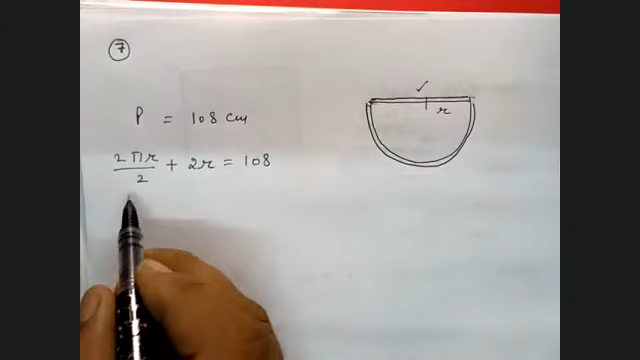 7
P = 108 cm
2πr/2 + 2r = 108
r